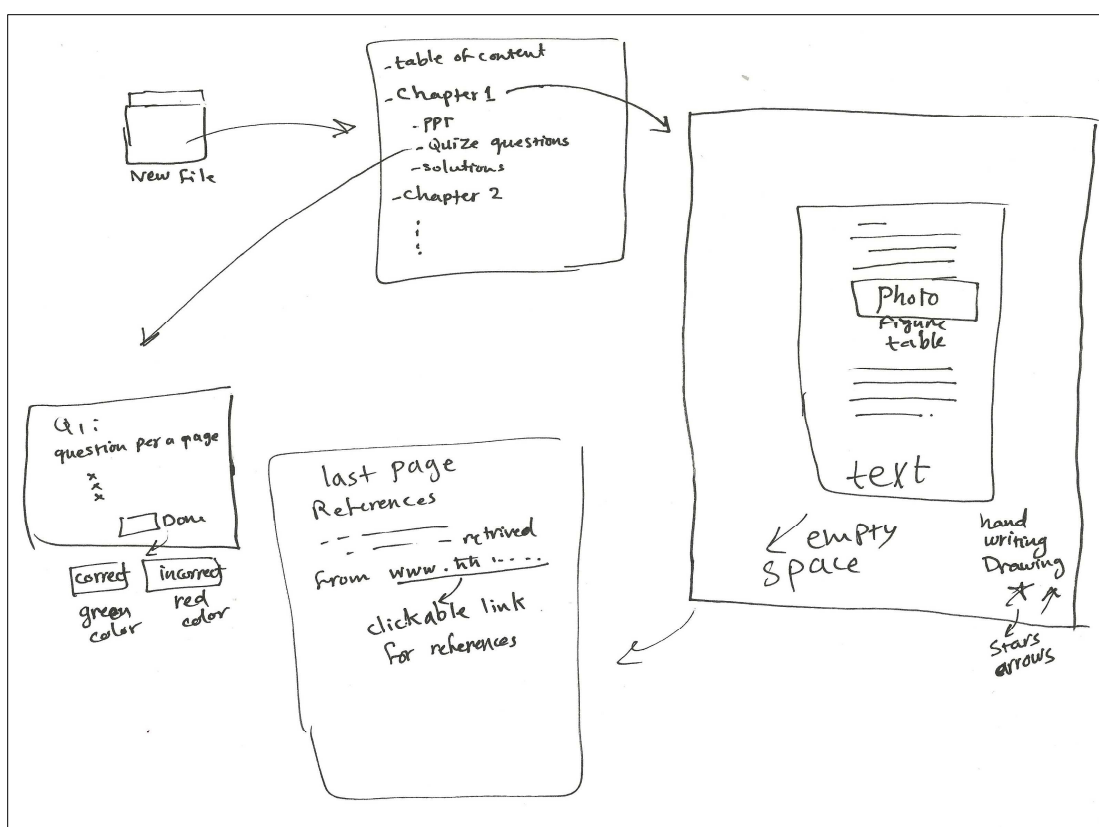 New File
-table of content
-Chapter 1
-PPT
-Quize questions
-solutions
-Chapter 2
Photo
Figure
table
text
empty
space
hand
writing
Drawing
Stars
arrows
Q1:
question per a page
x
x
x
Done
correct
incorrect
green
color
red
color
last page
References
retrived
from www.hh.....
clickable link
for references